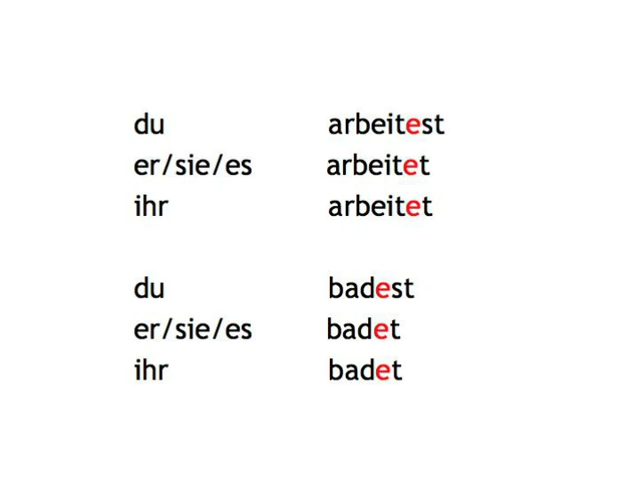 du arbeitest
er/sie/es arbeitet
ihr arbeitet
du badest
er/sie/es badet
ihr badet